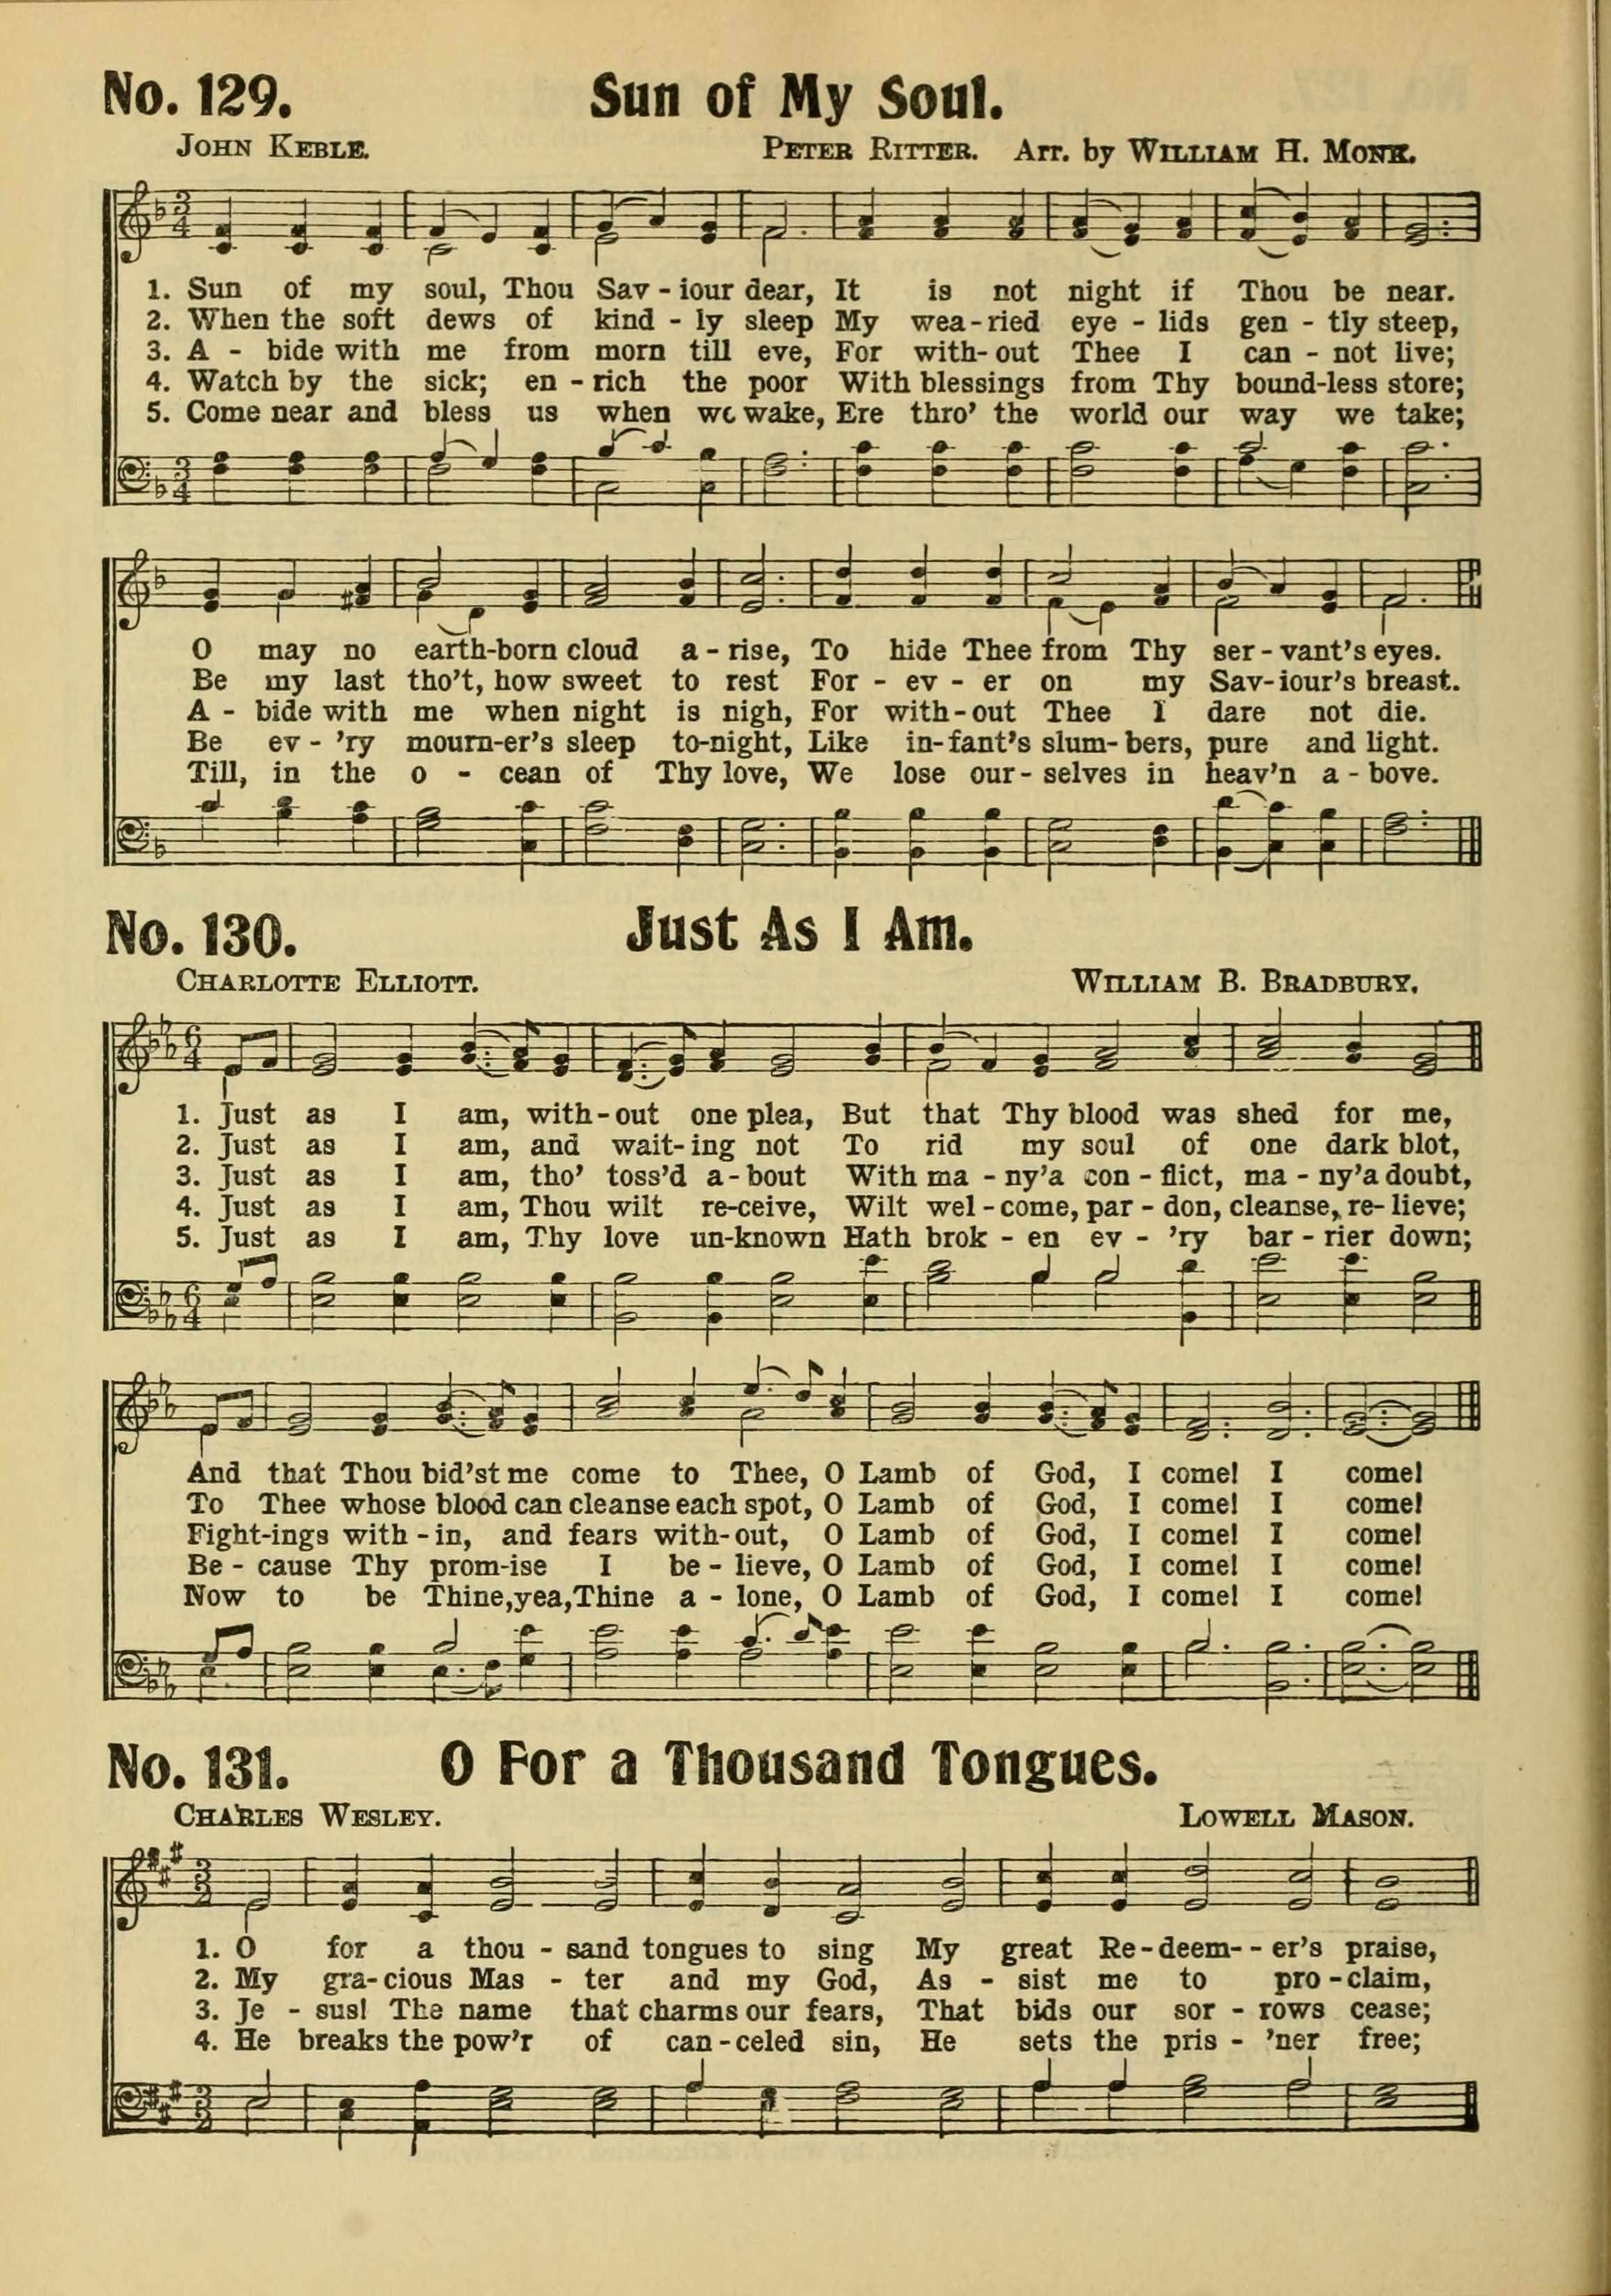 No. 129. Sun of My Soul.
JOHN KEBLE. PETER RITTER. Arr. by WILLIAM H. MONK.
1. Sun of my soul, Thou Sav - iour dear, It is not night if Thou be near.
2. When the soft dews of kind - ly sleep My wea - ried eye - lids gen - tly steep,
3. A - bide with me from morn till eve, For with - out Thee I can - not live;
4. Watch by the sick; en - rich the poor With blessings from Thy bound-less store;
5. Come near and bless us when we wake, Ere thro' the world our way we take;
O may no earth-born cloud a - rise, To hide Thee from Thy ser - vant's eyes.
Be my last tho't, how sweet to rest For - ev - er on my Sav-iour's breast.
A - bide with me when night is nigh, For with - out Thee I dare not die.
Be ev - 'ry mourn-er's sleep to-night, Like in-fant's slum - bers, pure and light.
Till, in the o - cean of Thy love, We lose our - selves in heav'n a - bove.
No. 130. Just As I Am.
CHARLOTTE ELLIOTT. WILLIAM B. BRADBURY.
1. Just as I am, with - out one plea, But that Thy blood was shed for me,
2. Just as I am, and wait - ing not To rid my soul of one dark blot,
3. Just as I am, tho' toss'd a - bout With ma - ny'a con - flict, ma - ny'a doubt,
4. Just as I am, Thou wilt re-ceive, Wilt wel - come, par - don, cleanse, re - lieve;
5. Just as I am, Thy love un-known Hath brok - en ev - 'ry bar - rier down;
And that Thou bid'st me come to Thee, O Lamb of God, I come! I come!
To Thee whose blood can cleanse each spot, O Lamb of God, I come! I come!
Fight-ings with - in, and fears with - out, O Lamb of God, I come! I come!
Be - cause Thy prom-ise I be - lieve, O Lamb of God, I come! I come!
Now to be Thine, yea, Thine a - lone, O Lamb of God, I come! I come!
No. 131. O For a Thousand Tongues.
CHARLES WESLEY. LOWELL MASON.
1. O for a thou - sand tongues to sing My great Re - deem - - er's praise,
2. My gra - cious Mas - ter and my God, As - sist me to pro - claim,
3. Je - sus! The name that charms our fears, That bids our sor - rows cease;
4. He breaks the pow'r of can - celed sin, He sets the pris - 'ner free;